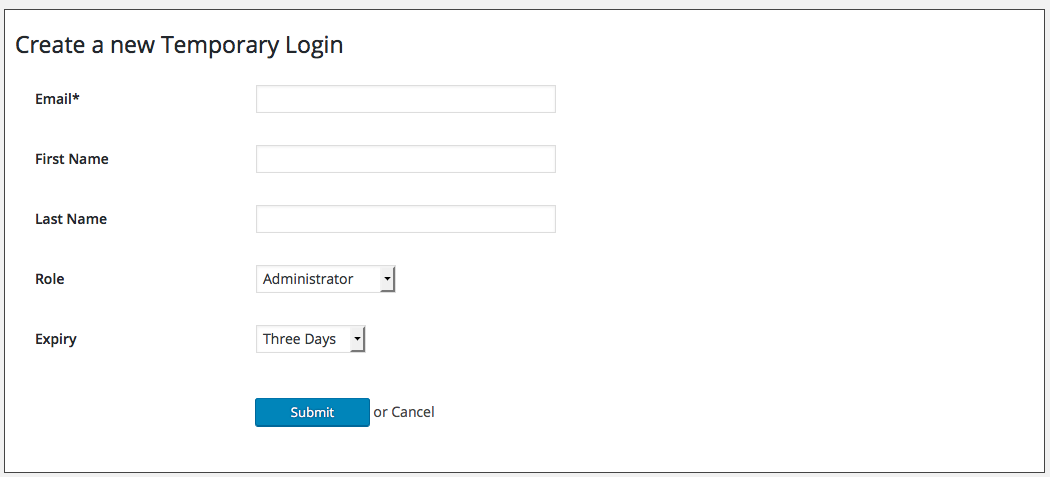 Create a new Temporary Login
Email*
First Name
Last Name
Role Administrator
Expiry Three Days
Submit or Cancel